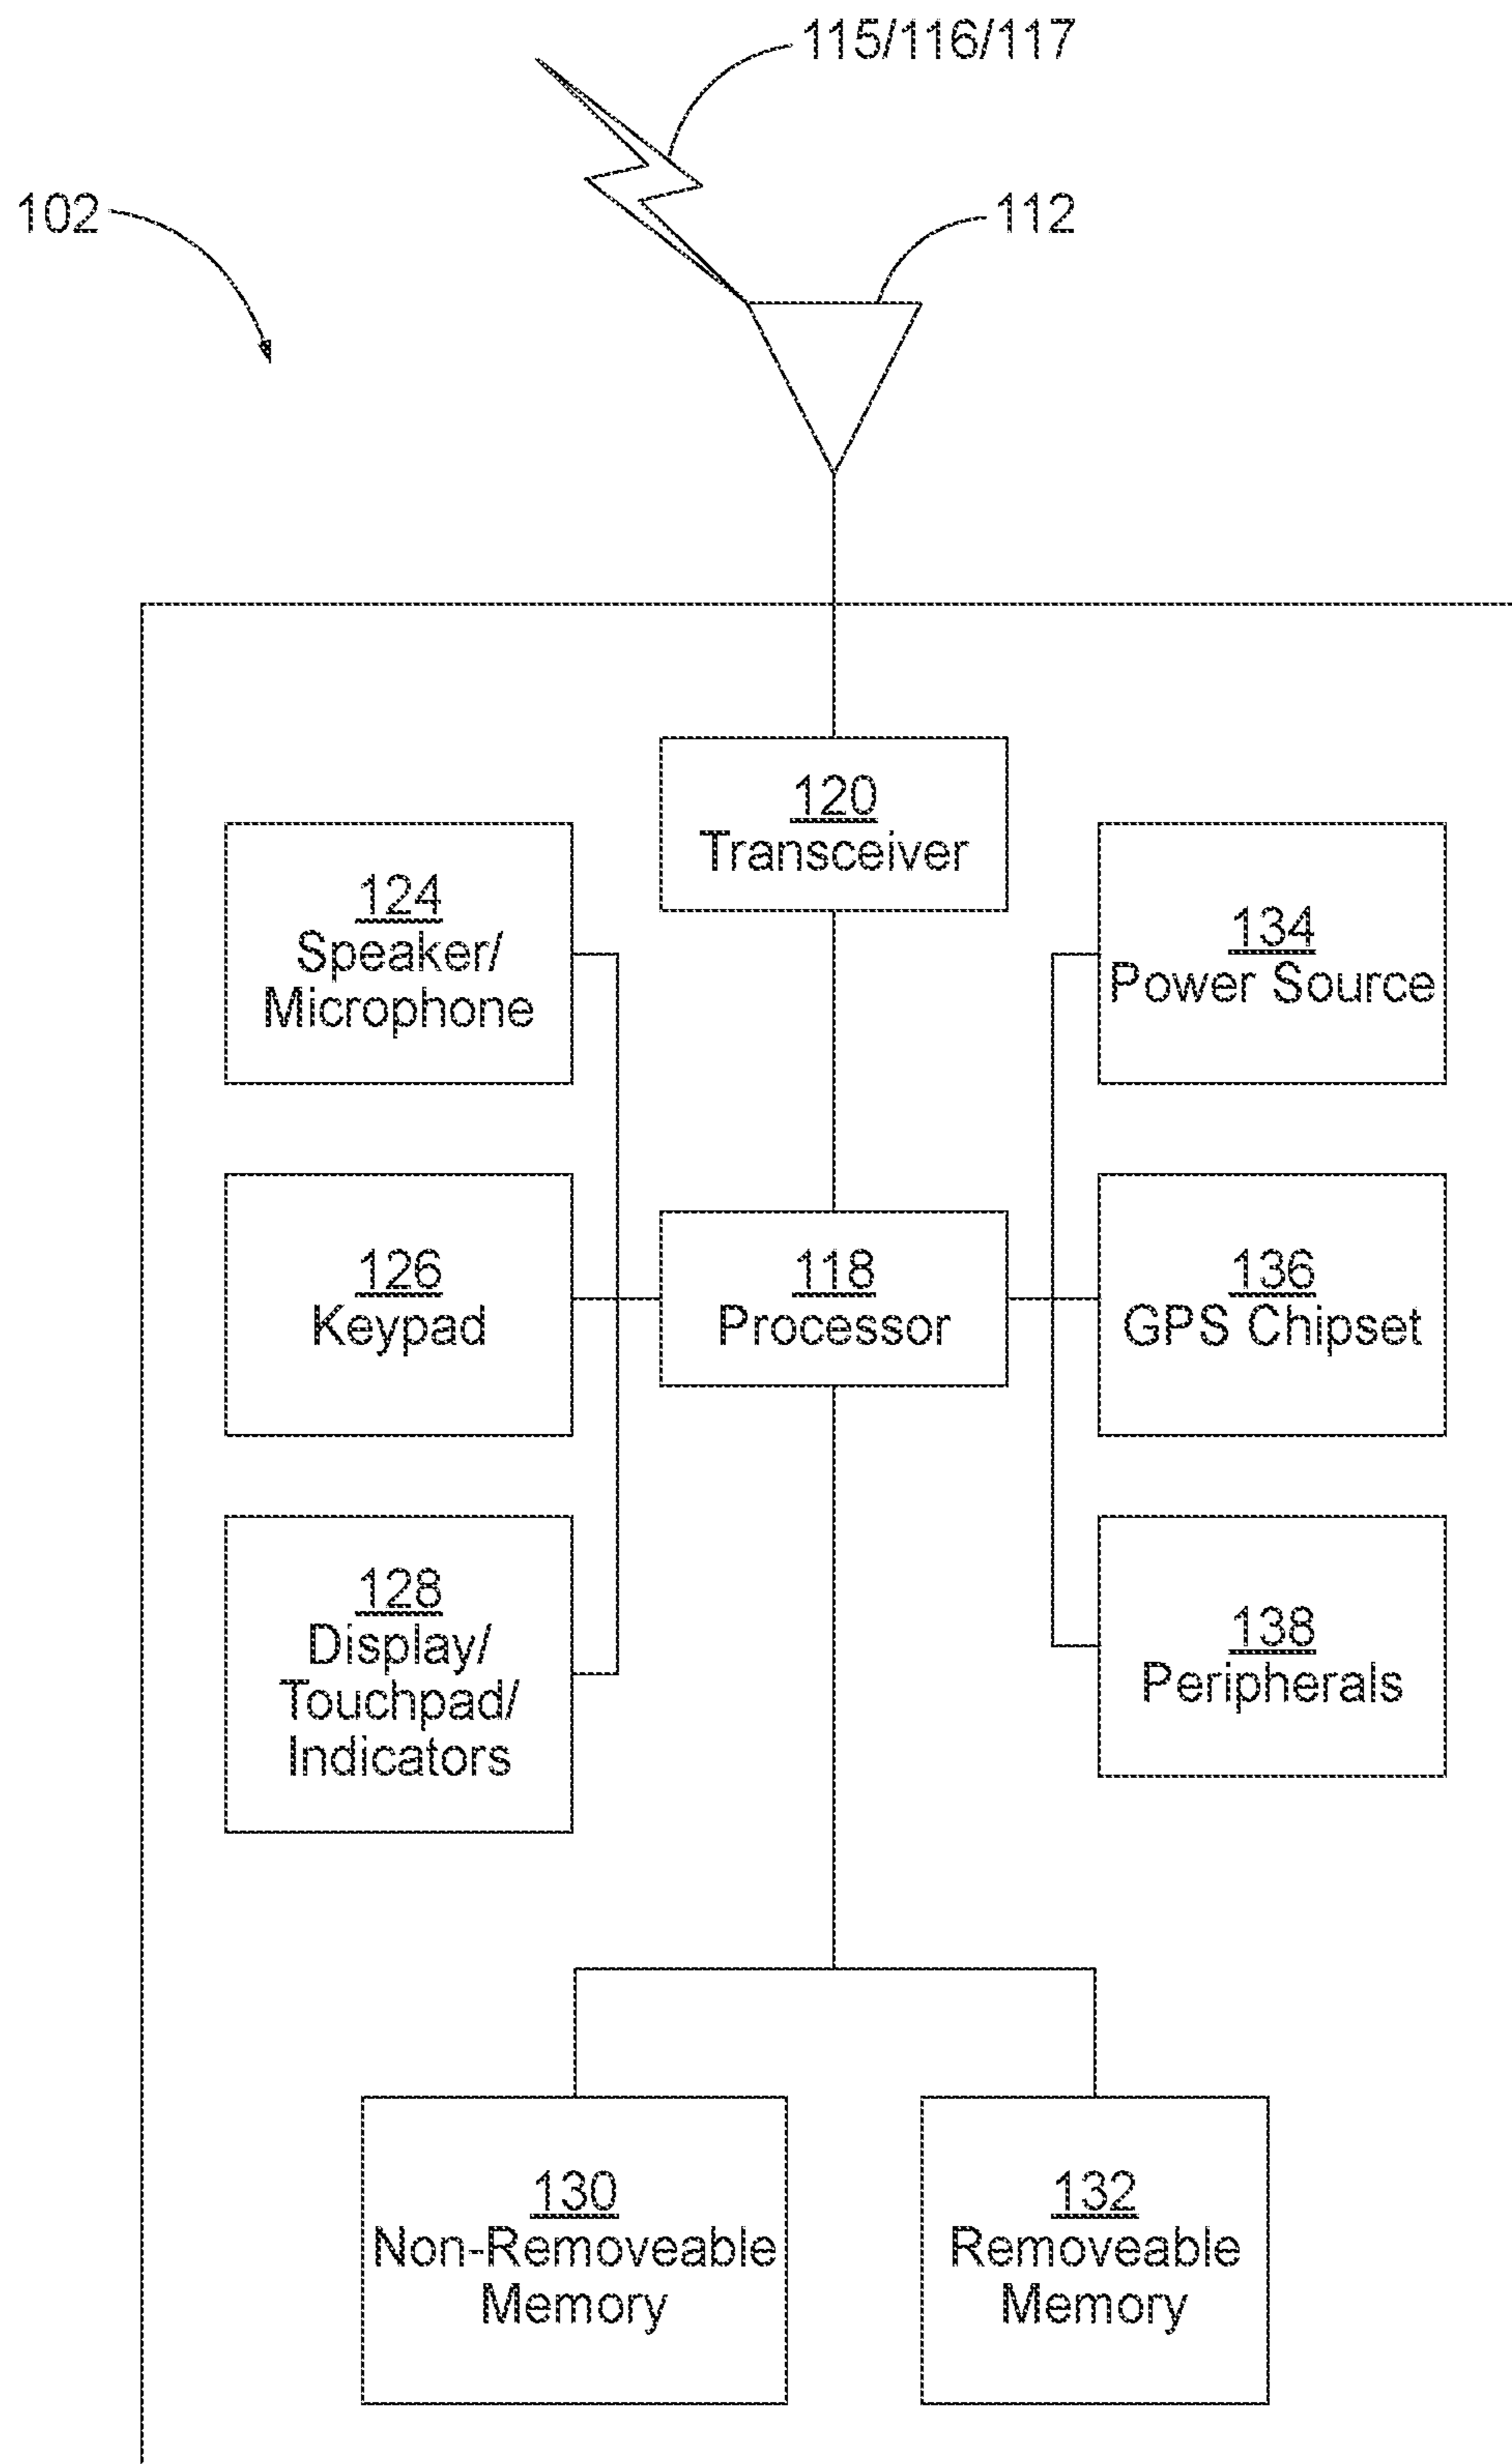 115/116/117
102
112
120
Transceiver
124
Speaker/
Microphone
134
Power Source
126
Keypad
118
Processor
136
GPS Chipset
128
Display/
Touchpad/
Indicators
138
Peripherals
130
Non-Removeable
Memory
132
Removeable
Memory